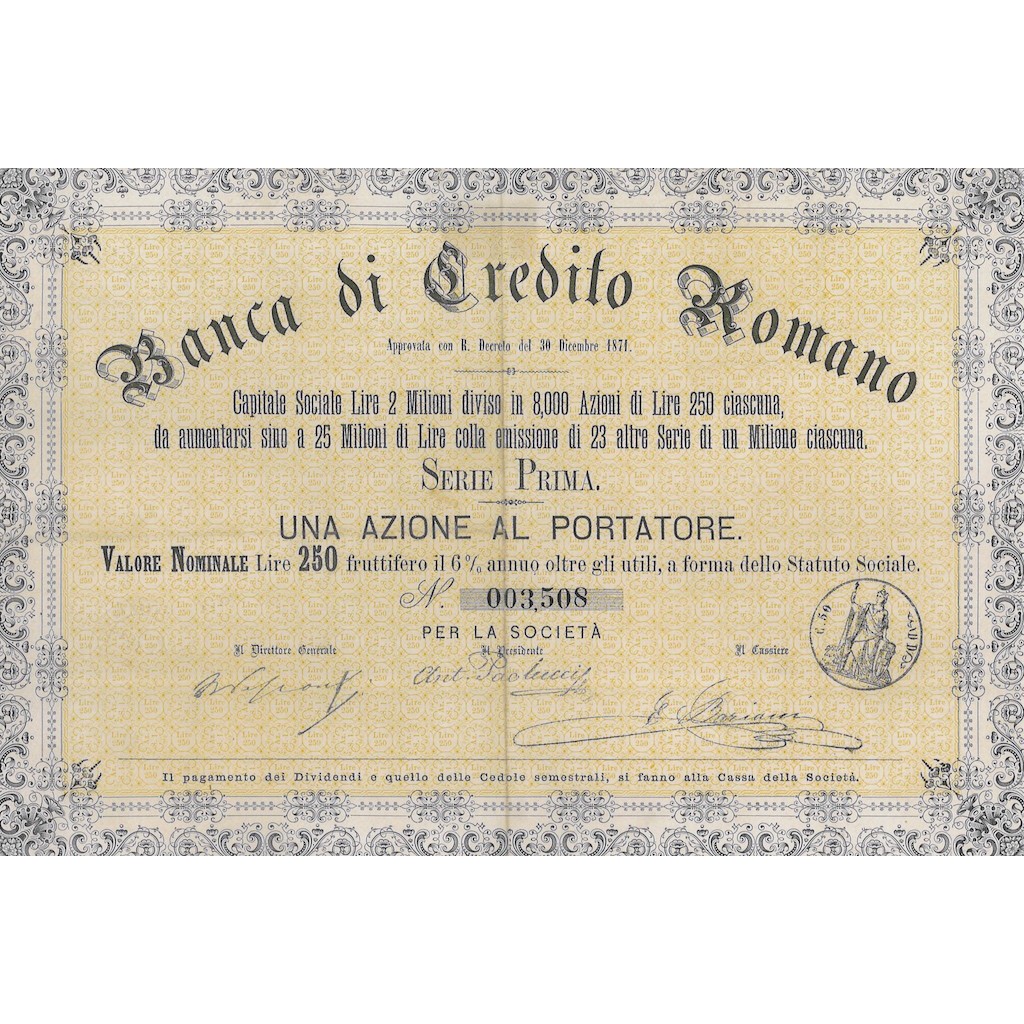 Banca di Credito Romano
Approvata con R. Decreto del 30 Dicembre 1871.
Capitale Sociale Lire 2 Milioni diviso in 8,000 Azioni di Lire 250 ciascuna,
da aumentarsi sino a 25 Milioni di Lire colla emissione di 23 altre Serie di un Milione ciascuna.
SERIE PRIMA.
UNA AZIONE AL PORTATORE.
VALORE NOMINALE Lire 250 fruttifero il 6% annuo oltre gli utili, a forma dello Statuto Sociale.
N. 003,508
C. 50
PER LA SOCIETÀ
Il Direttore Generale Il Presidente Il Cassiere
Ant. Paolucci
Il pagamento dei Dividendi e quello delle Cedole semestrali, si fanno alla Cassa della Società.